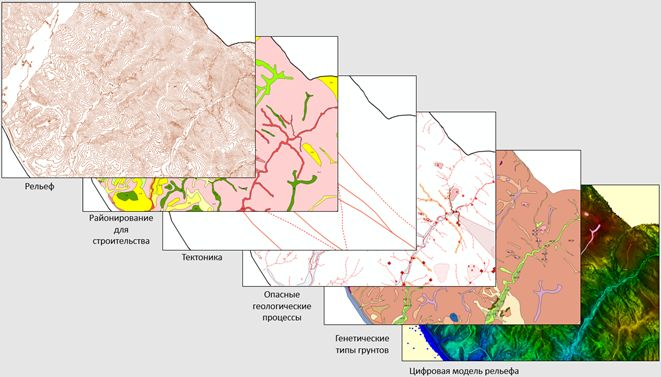 Рельеф
Районирование
для
строительства
Тектоника
Опасные
геологические
процессы
Генетические
типы грунтов
Цифровая модель рельефа